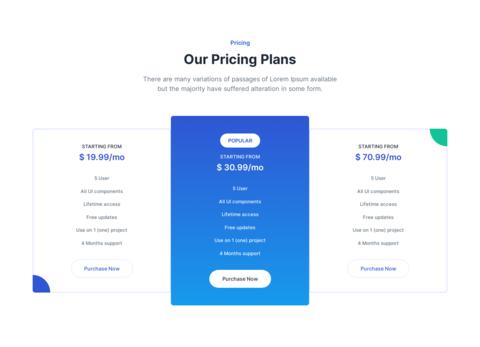 Pricing
Our Pricing Plans
There are many variations of passages of Lorem Ipsum available
but the majority have suffered alteration in some form.
STARTING FROM
$ 19.99/mo
5 User
All UI components
Lifetime access
Free updates
Use on 1 (one) project
4 Months support
Purchase Now
POPULAR
STARTING FROM
$ 30.99/mo
5 User
All UI components
Lifetime access
Free updates
Use on 1 (one) project
4 Months support
Purchase Now
STARTING FROM
$ 70.99/mo
5 User
All UI components
Lifetime access
Free updates
Use on 1 (one) project
4 Months support
Purchase Now